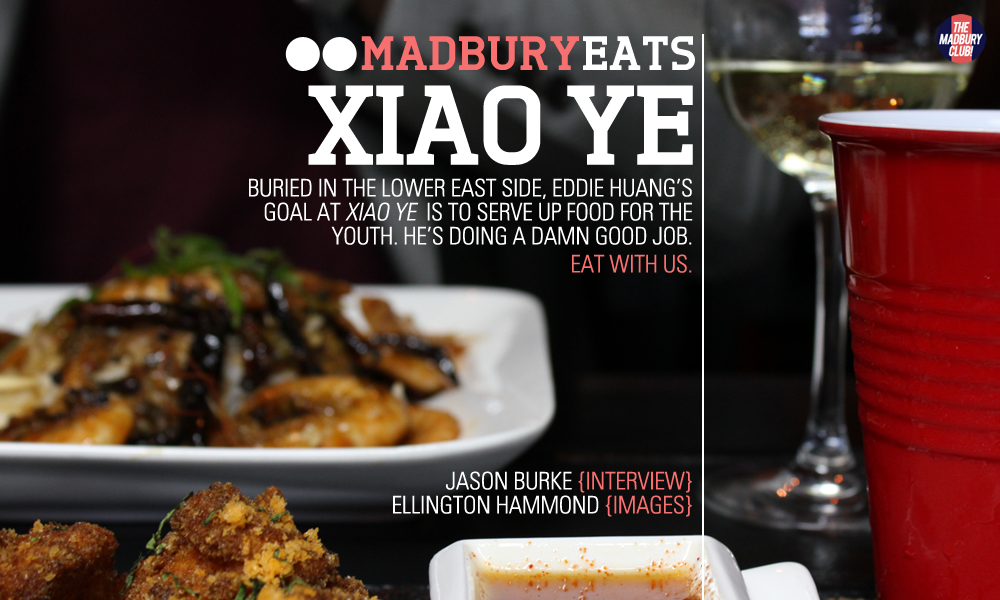 MADBURYEATS
XIAO YE
BURIED IN THE LOWER EAST SIDE, EDDIE HUANG'S
GOAL AT XIAO YE IS TO SERVE UP FOOD FOR THE
YOUTH. HE'S DOING A DAMN GOOD JOB.
EAT WITH US.
JASON BURKE {INTERVIEW}
ELLINGTON HAMMOND {IMAGES}
THE
MADBURY
CLUB!